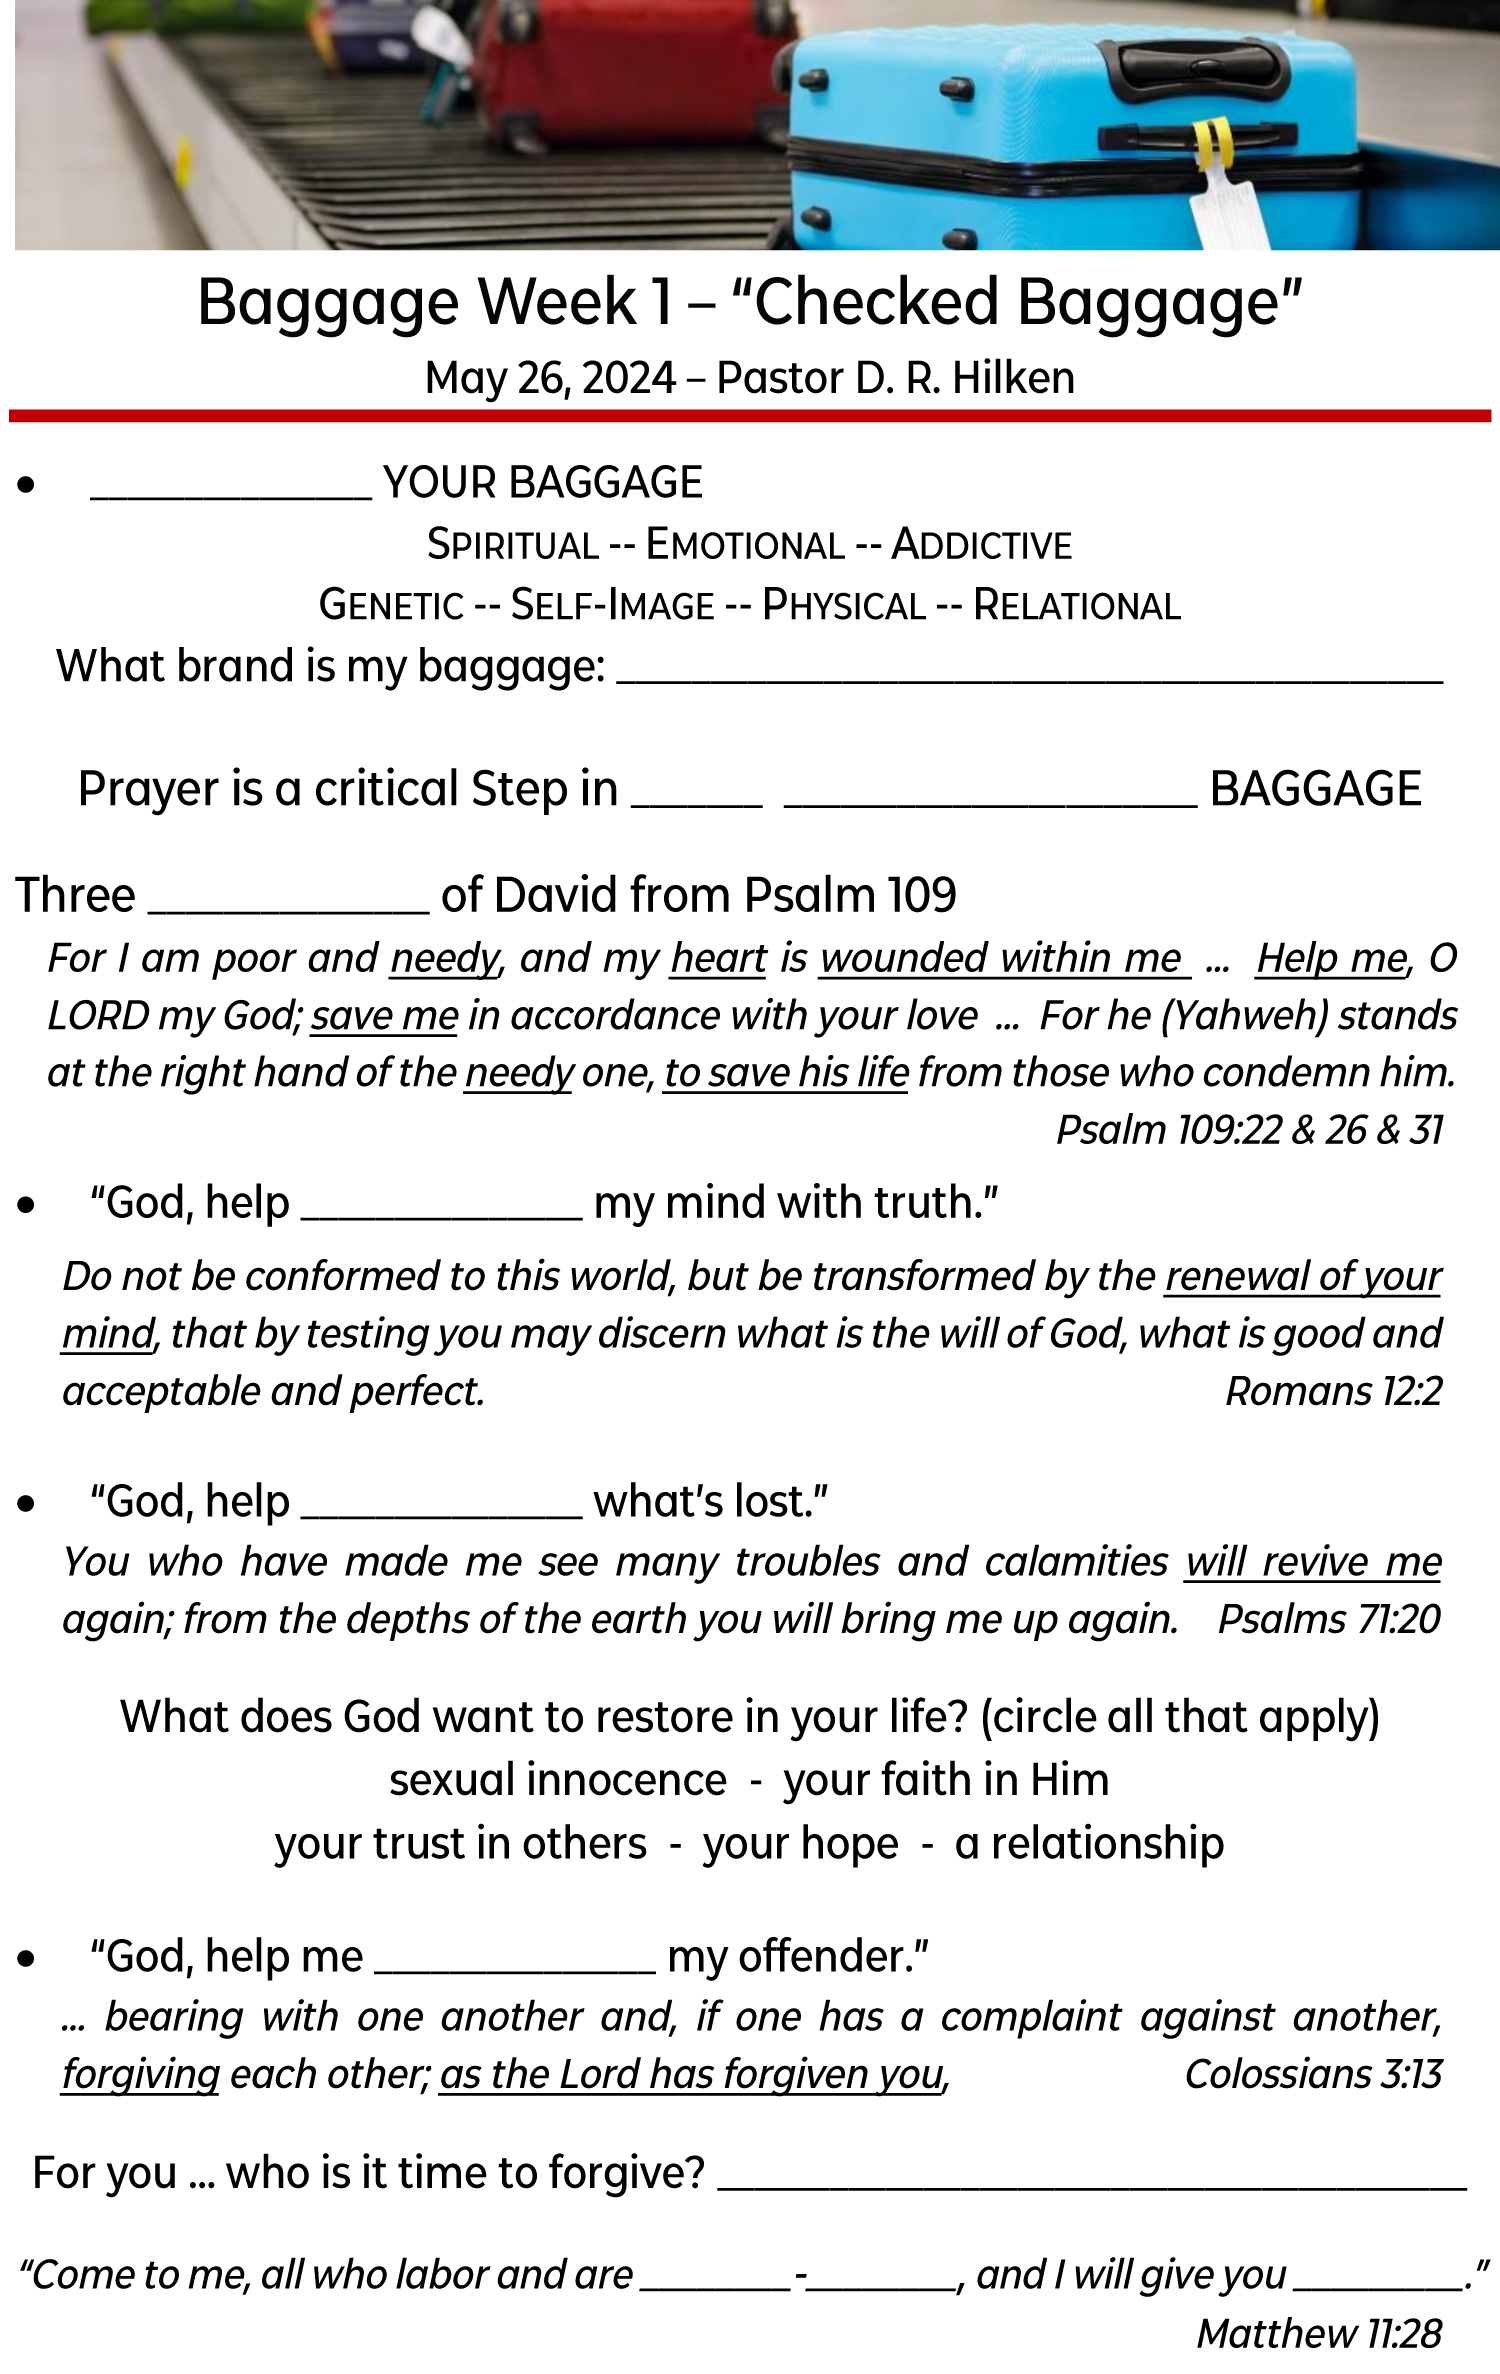 Baggage Week 1 – “Checked Baggage”
May 26, 2024 – Pastor D. R. Hilken
• _______________ YOUR BAGGAGE
SPIRITUAL -- EMOTIONAL -- ADDICTIVE
GENETIC -- SELF-IMAGE -- PHYSICAL -- RELATIONAL
What brand is my baggage: ____________________________________________
Prayer is a critical Step in ______ ___________________ BAGGAGE
Three _____________ of David from Psalm 109
For I am poor and needy, and my heart is wounded within me ... Help me, O
LORD my God; save me in accordance with your love ... For he (Yahweh) stands
at the right hand of the needy one, to save his life from those who condemn him.
Psalm 109:22 & 26 & 31
• “God, help _______________ my mind with truth.”
Do not be conformed to this world, but be transformed by the renewal of your
mind, that by testing you may discern what is the will of God, what is good and
acceptable and perfect. Romans 12:2
• “God, help _______________ what’s lost.”
You who have made me see many troubles and calamities will revive me
again; from the depths of the earth you will bring me up again. Psalms 71:20
What does God want to restore in your life? (circle all that apply)
sexual innocence - your faith in Him
your trust in others - your hope - a relationship
• “God, help me _______________ my offender.”
... bearing with one another and, if one has a complaint against another,
forgiving each other; as the Lord has forgiven you, Colossians 3:13
For you ... who is it time to forgive? ________________________________________
“Come to me, all who labor and are ________-________, and I will give you _________.”
Matthew 11:28